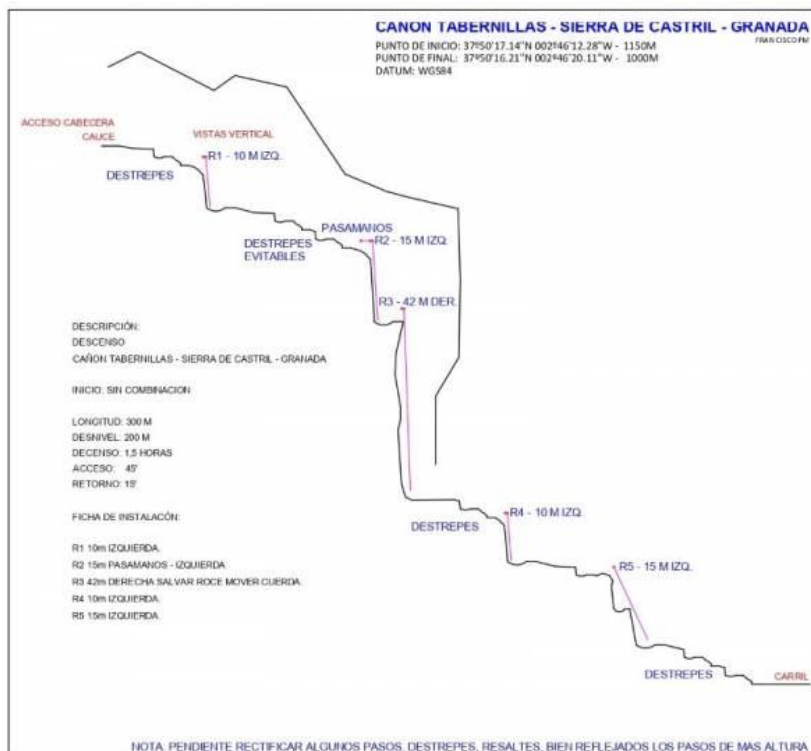 CAÑON TABERNILLAS - SIERRA DE CASTRIL - GRANADA
FRANCISCO PM
PUNTO DE INICIO: 37º50'17.14"N 002º46'12.28"W - 1150M
PUNTO DE FINAL: 37º50'16.21"N 002º46'20.11"W - 1000M
DATUM: WGS84
ACCESO CABECERA
CAUCE
VISTAS VERTICAL
R1 - 10 M IZQ.
DESTREPES
PASAMANOS
R2 - 15 M IZQ.
DESTREPES
EVITABLES
R3 - 42 M DER.
DESCRIPCIÓN:
DESCENSO
CAÑON TABERNILLAS - SIERRA DE CASTRIL - GRANADA
INICIO: SIN COMBINACION
LONGITUD: 300 M
DESNIVEL: 200 M
DECENSO: 1,5 HORAS
ACCESO: 45'
RETORNO: 15'
FICHA DE INSTALACÓN:
R1 10m IZQUIERDA.
R2 15m PASAMANOS - IZQUIERDA
R3 42m DERECHA SALVAR ROCE MOVER CUERDA.
R4 10m IZQUIERDA.
R5 15m IZQUIERDA.
R4 - 10 M IZQ.
DESTREPES
R5 - 15 M IZQ.
DESTREPES
CARRIL
NOTA: PENDIENTE RECTIFICAR ALGUNOS PASOS, DESTREPES, RESALTES, BIEN REFLEJADOS LOS PASOS DE MAS ALTURA